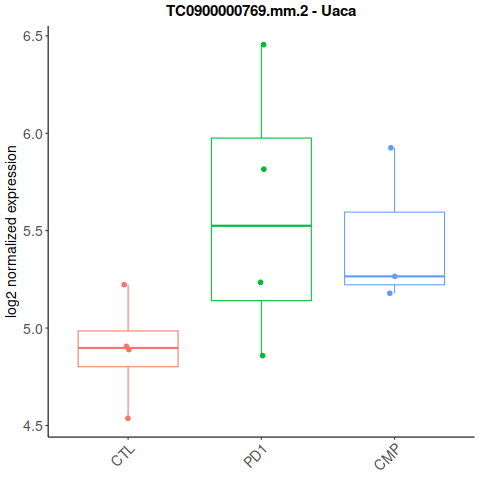 TC0900000769.mm.2 - Uaca
log2 normalized expression
6.5
6.0
5.5
5.0
4.5
CTL
PD1
CMP